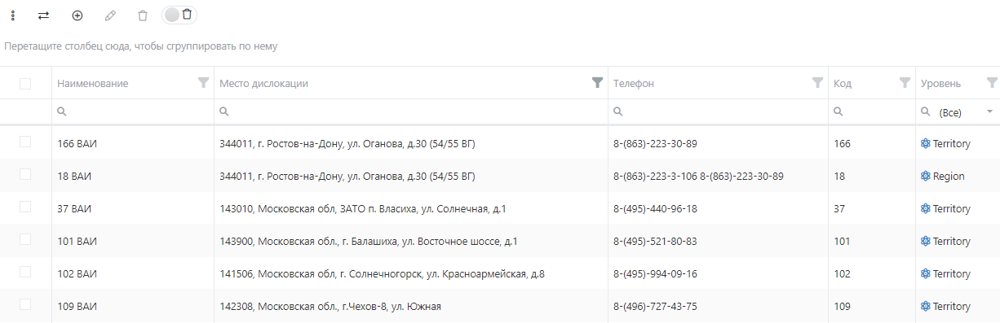 Перетащите столбец сюда, чтобы сгруппировать по нему
Наименование Место дислокации Телефон Код Уровень
(Все)
166 ВАИ 344011, г. Ростов-на-Дону, ул. Оганова, д.30 (54/55 ВГ) 8-(863)-223-30-89 166 Territory
18 ВАИ 344011, г. Ростов-на-Дону, ул. Оганова, д.30 (54/55 ВГ) 8-(863)-223-3-106 8-(863)-223-30-89 18 Region
37 ВАИ 143010, Московская обл, ЗАТО п. Власиха, ул. Солнечная, д.1 8-(495)-440-96-18 37 Territory
101 ВАИ 143900, Московская обл., г. Балашиха, ул. Восточное шоссе, д.1 8-(495)-521-80-83 101 Territory
102 ВАИ 141506, Московская обл, г. Солнечногорск, ул. Красноармейская, д.8 8-(495)-994-09-16 102 Territory
109 ВАИ 142308, Московская обл., г.Чехов-8, ул. Южная 8-(496)-727-43-75 109 Territory